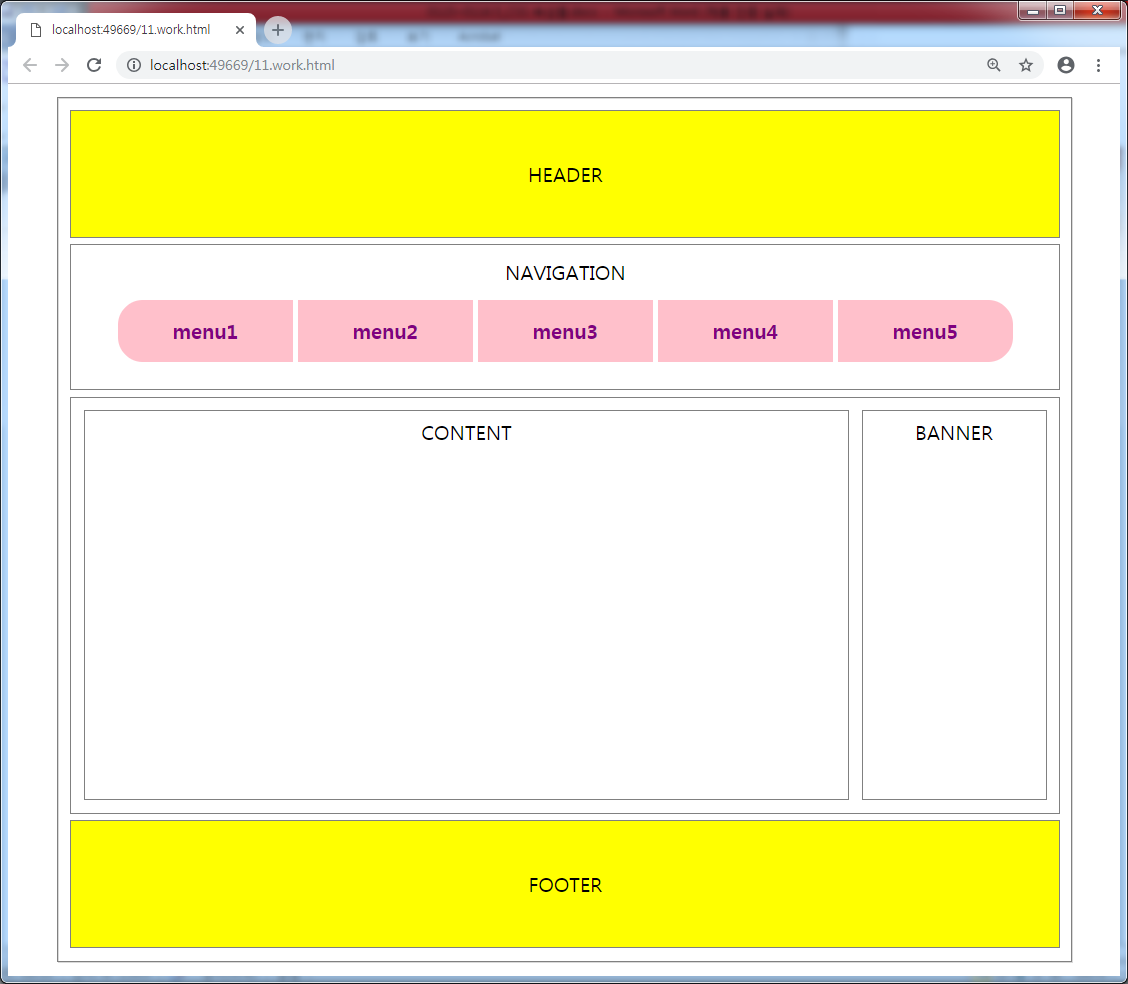 localhost:49669/11.work.html
localhost:49669/11.work.html
HEADER
NAVIGATION
menu1 menu2 menu3 menu4 menu5
CONTENT BANNER
FOOTER